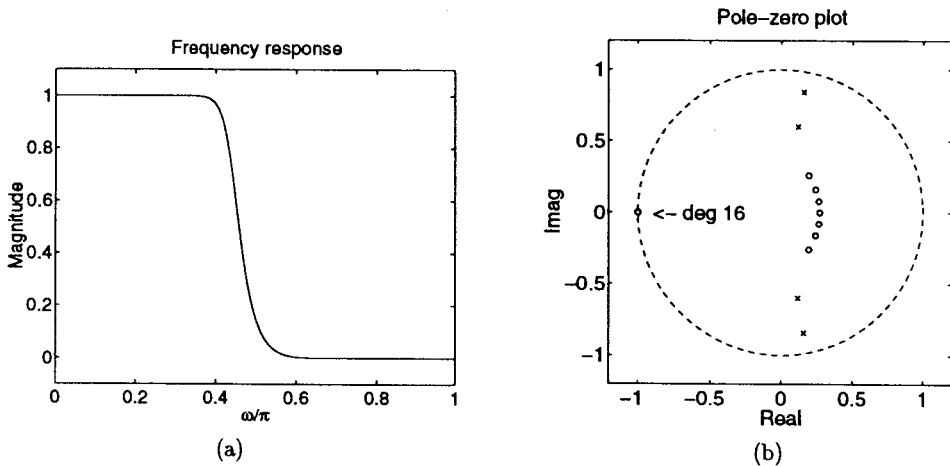 Frequency response
Magnitude
1
0.8
0.6
0.4
0.2
0
0 0.2 0.4 0.6 0.8 1
ω/π
(a)
Pole–zero plot
Imag
1
0.5
0
−0.5
−1
<− deg 16
−1 −0.5 0 0.5 1
Real
(b)